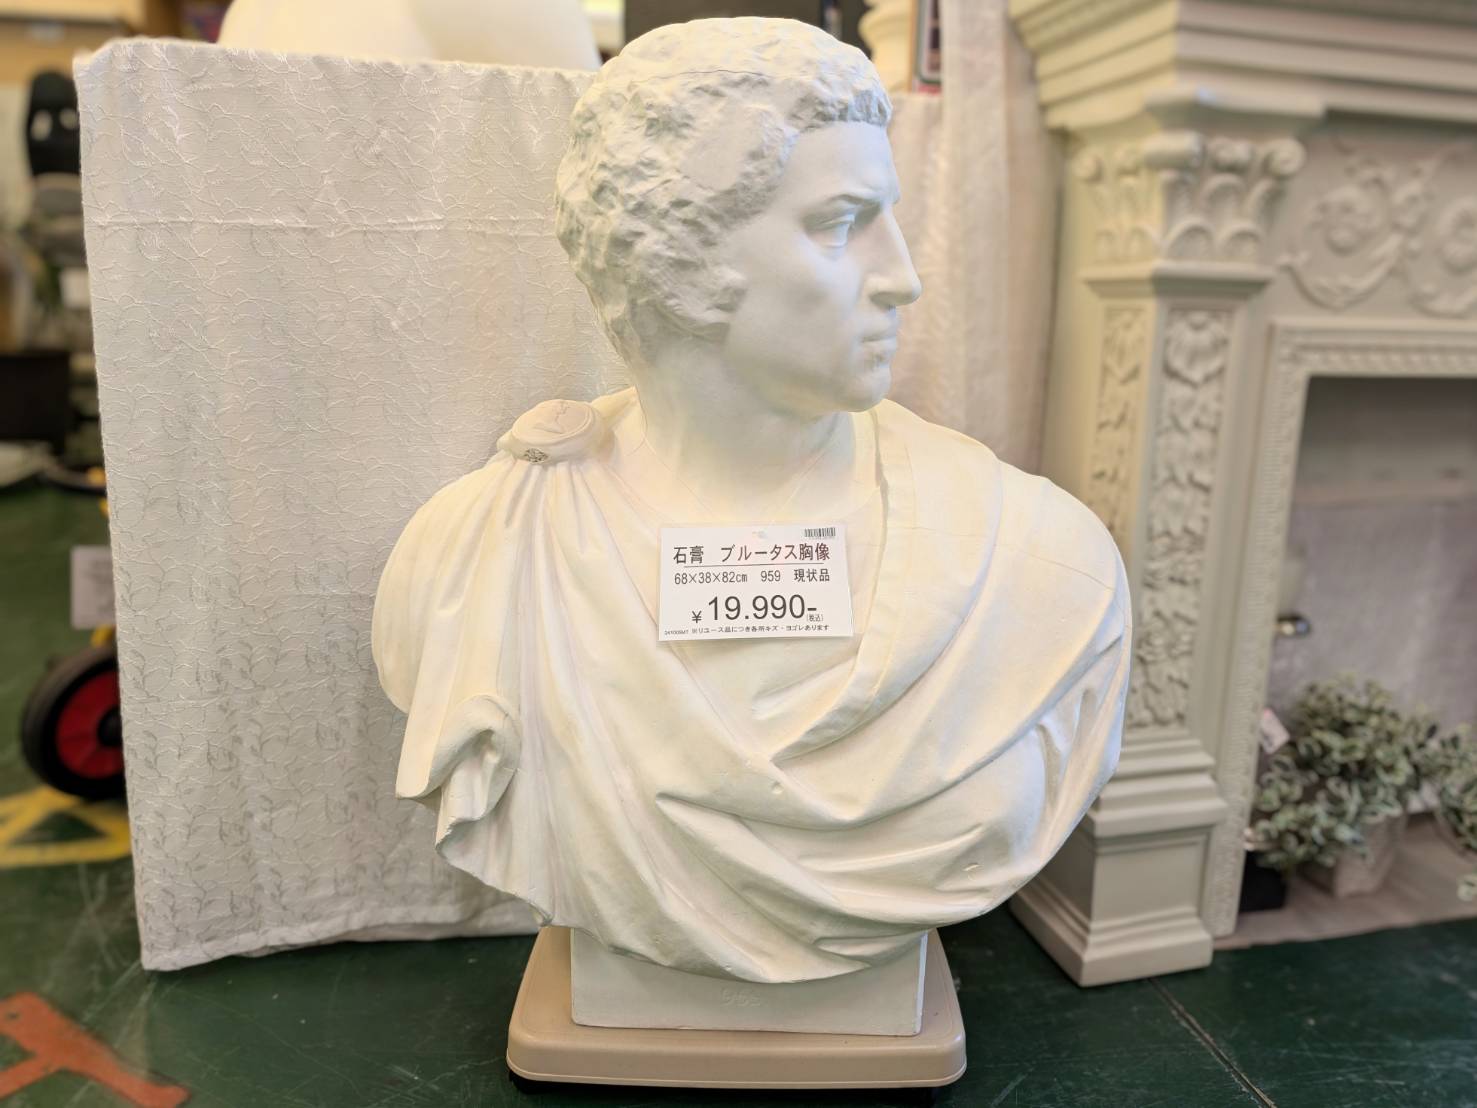 石膏　ブルータス胸像
68×38×82㎝　959　現状品
￥19.990-(税込)
241005MT ※リユース品につき各所キズ・ヨゴレあります